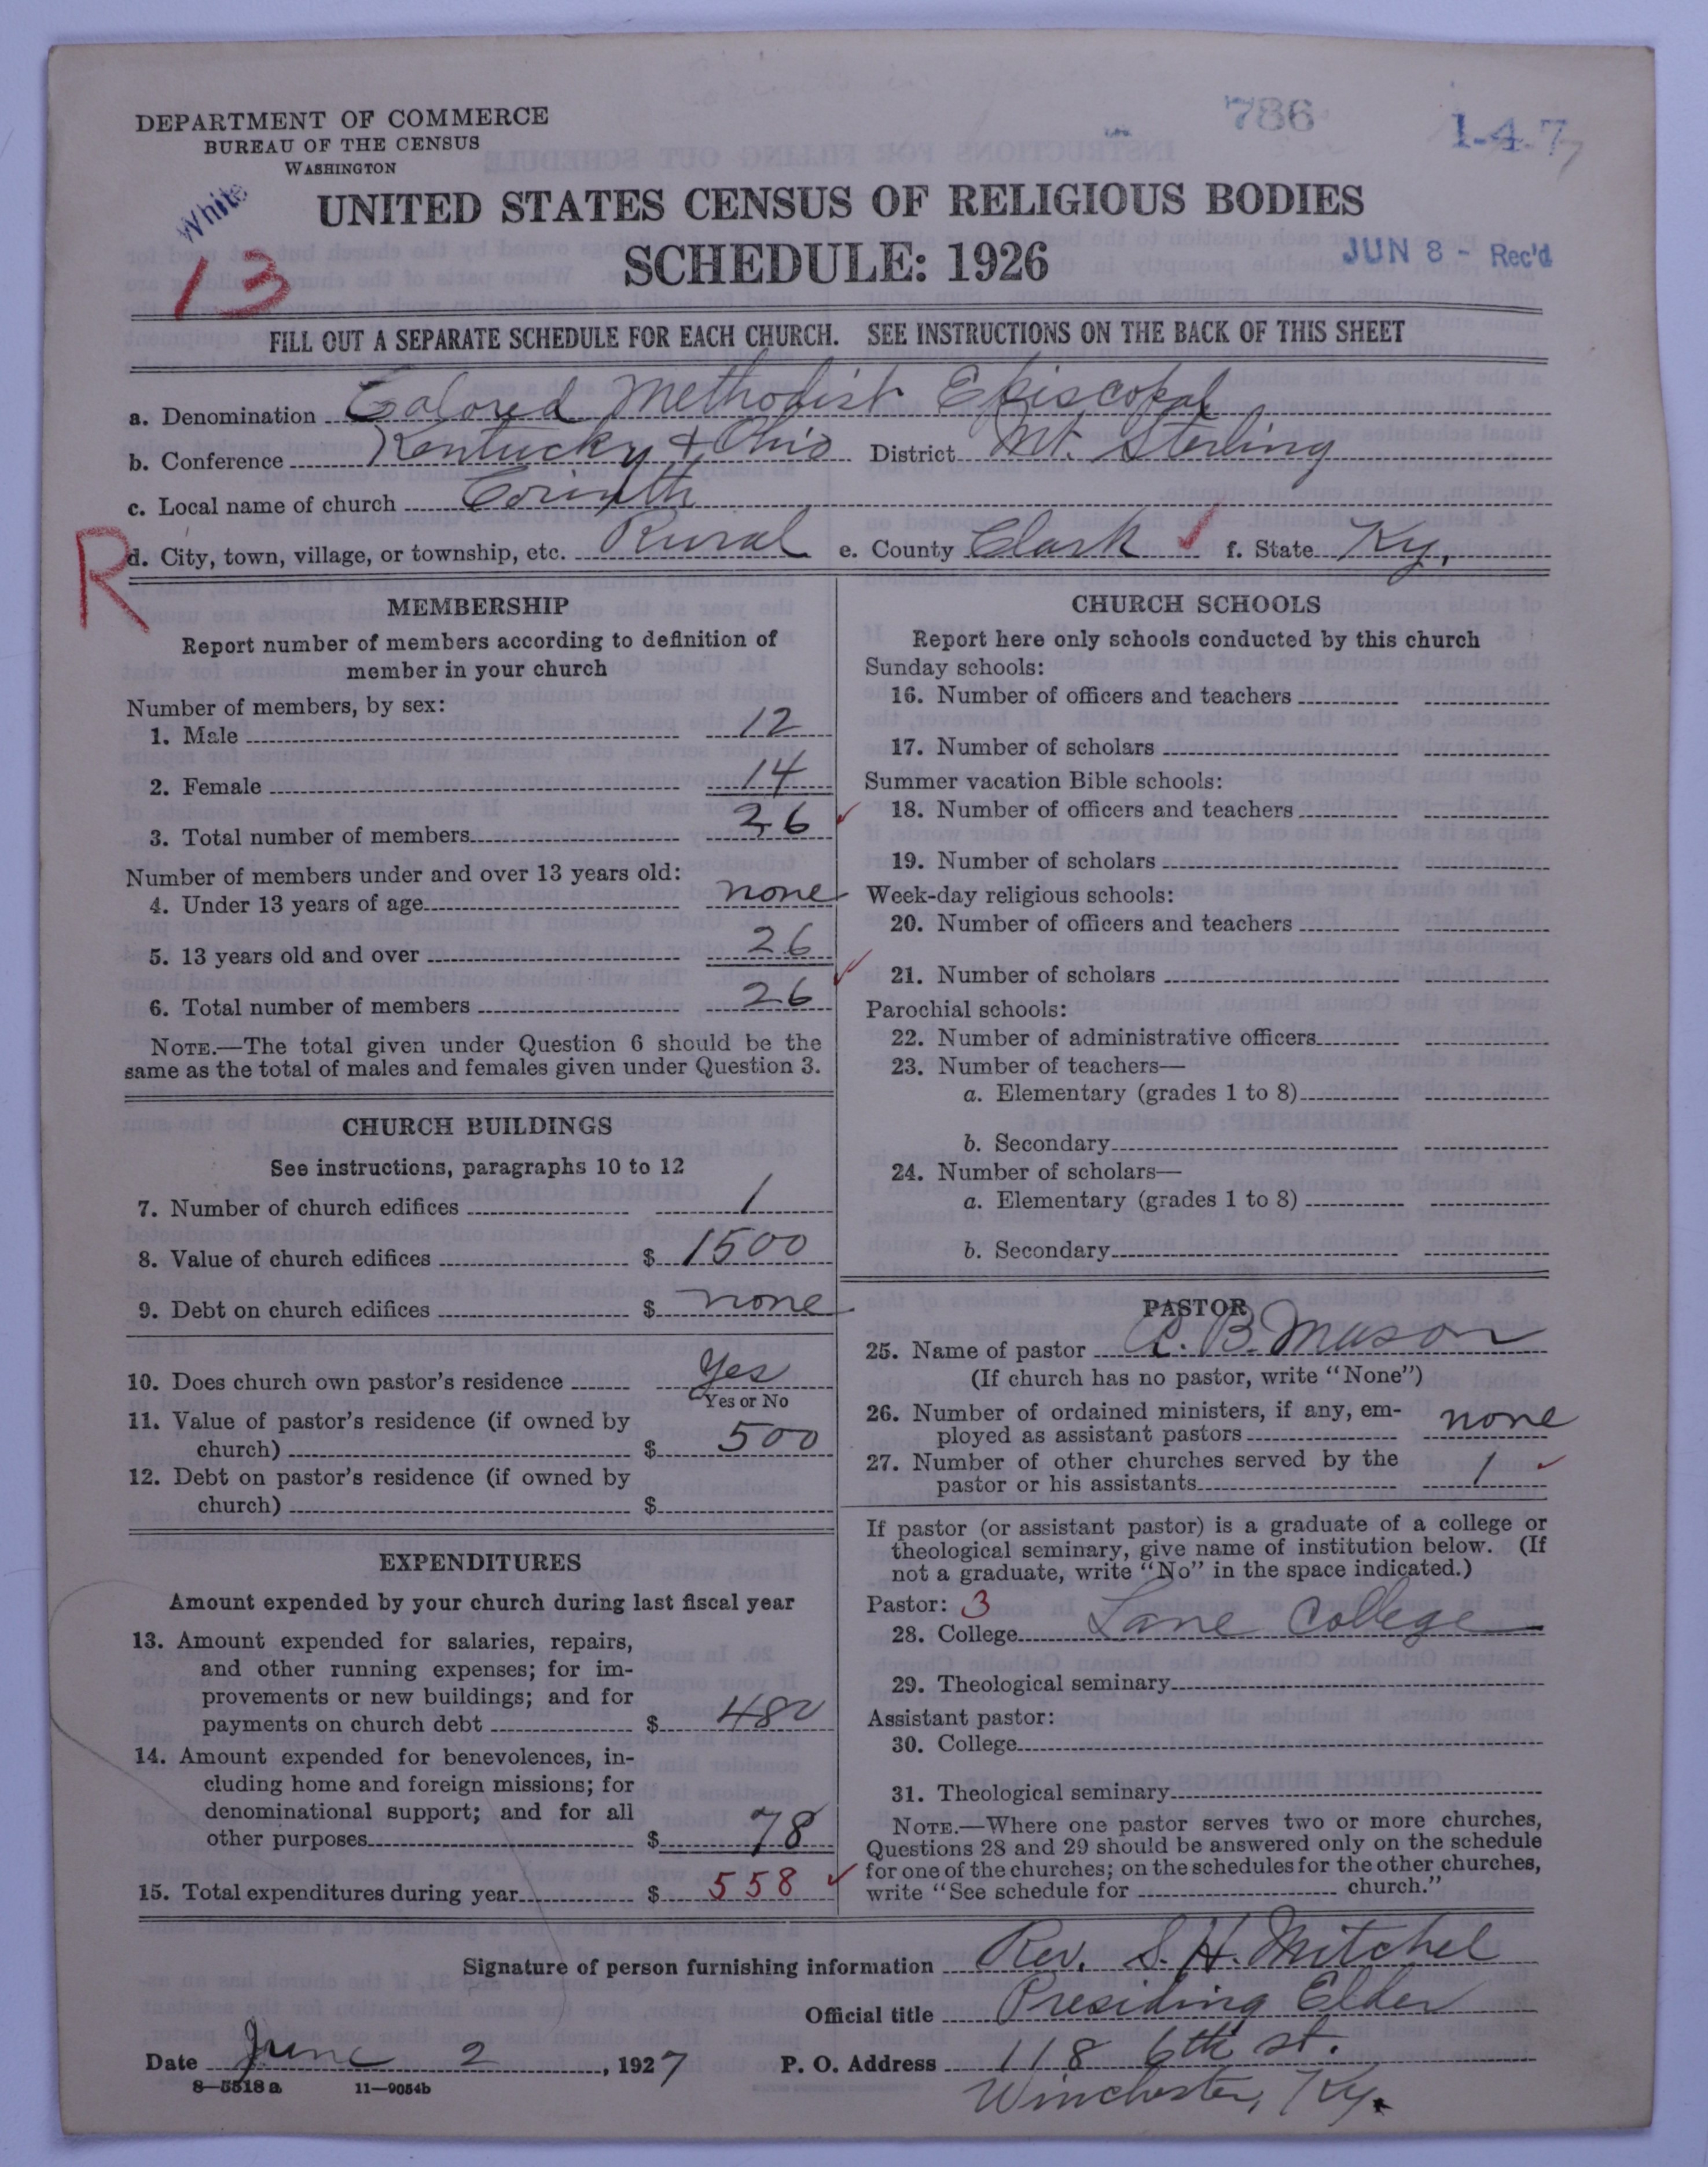 DEPARTMENT OF COMMERCE
BUREAU OF THE CENSUS
WASHINGTON
786
1-4-7
White
13
UNITED STATES CENSUS OF RELIGIOUS BODIES
SCHEDULE: 1926
JUN 8 - Rec'd
FILL OUT A SEPARATE SCHEDULE FOR EACH CHURCH. SEE INSTRUCTIONS ON THE BACK OF THIS SHEET
a. Denomination Colored Methodist Episcopal
b. Conference Kentucky & Ohio District Mt. Sterling
c. Local name of church Corinth
R
d. City, town, village, or township, etc. Rural e. County Clark ✓ f. State Ky.
MEMBERSHIP
Report number of members according to definition of
member in your church
Number of members, by sex:
1. Male 12
2. Female 14
3. Total number of members 26 ✓
Number of members under and over 13 years old:
4. Under 13 years of age none
5. 13 years old and over 26
6. Total number of members 26 ✓
NOTE.—The total given under Question 6 should be the
same as the total of males and females given under Question 3.
CHURCH BUILDINGS
See instructions, paragraphs 10 to 12
7. Number of church edifices 1
8. Value of church edifices $ 1500
9. Debt on church edifices $ none
10. Does church own pastor's residence Yes
Yes or No
11. Value of pastor's residence (if owned by
church) $ 500
12. Debt on pastor's residence (if owned by
church) $
EXPENDITURES
Amount expended by your church during last fiscal year
13. Amount expended for salaries, repairs,
and other running expenses; for im-
provements or new buildings; and for
payments on church debt $ 480
14. Amount expended for benevolences, in-
cluding home and foreign missions; for
denominational support; and for all
other purposes $ 78
15. Total expenditures during year $ 558 ✓
CHURCH SCHOOLS
Report here only schools conducted by this church
Sunday schools:
16. Number of officers and teachers
17. Number of scholars
Summer vacation Bible schools:
18. Number of officers and teachers
19. Number of scholars
Week-day religious schools:
20. Number of officers and teachers
21. Number of scholars
Parochial schools:
22. Number of administrative officers
23. Number of teachers—
a. Elementary (grades 1 to 8)
b. Secondary
24. Number of scholars—
a. Elementary (grades 1 to 8)
b. Secondary
PASTOR
25. Name of pastor C. B. Mason
(If church has no pastor, write "None")
26. Number of ordained ministers, if any, em-
ployed as assistant pastors none
27. Number of other churches served by the
pastor or his assistants 1 ✓
If pastor (or assistant pastor) is a graduate of a college or
theological seminary, give name of institution below. (If
not a graduate, write "No" in the space indicated.)
Pastor: 3
28. College Lane College
29. Theological seminary
Assistant pastor:
30. College
31. Theological seminary
NOTE.—Where one pastor serves two or more churches,
Questions 28 and 29 should be answered only on the schedule
for one of the churches; on the schedules for the other churches,
write "See schedule for church."
Signature of person furnishing information Rev. S. H. Mitchel
Official title Presiding Elder
Date June 2, 1927 P. O. Address 118 6th st.
8—5518a 11—9054b
Winchester, Ky.